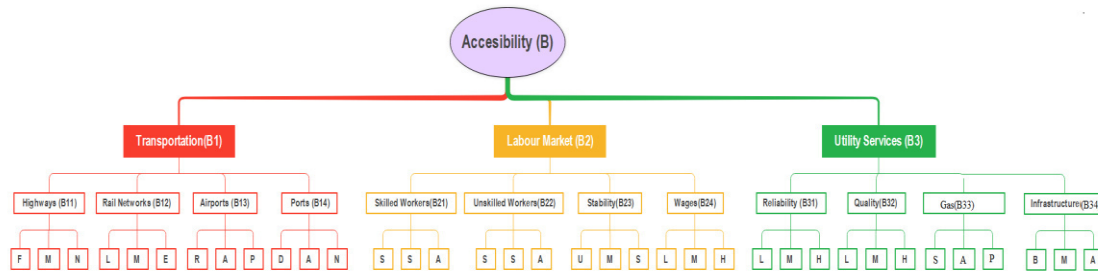 Accesibility (B)
Transportation(B1) Labour Market (B2) Utility Services (B3)
Highways (B11) Rail Networks (B12) Airports (B13) Ports (B14) Skilled Workers(B21) Unskilled Workers(B22) Stability(B23) Wages(B24) Reliability (B31) Quality(B32) Gas(B33) Infrastructure(B34
F M N L M E R A P D A N S S A S S A U M S L M H L M H L M H S A P B M A